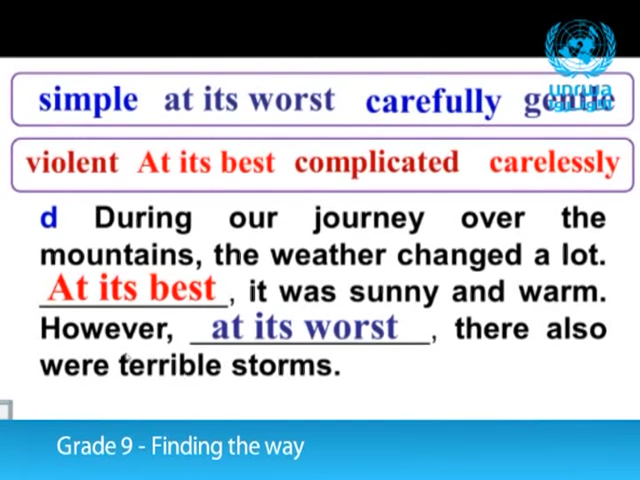 simple at its worst carefully gentle
unrwa
الأونروا
violent At its best complicated carelessly
d During our journey over the
mountains, the weather changed a lot.
At its best, it was sunny and warm.
However, at its worst, there also
were terrible storms.
Grade 9 - Finding the way